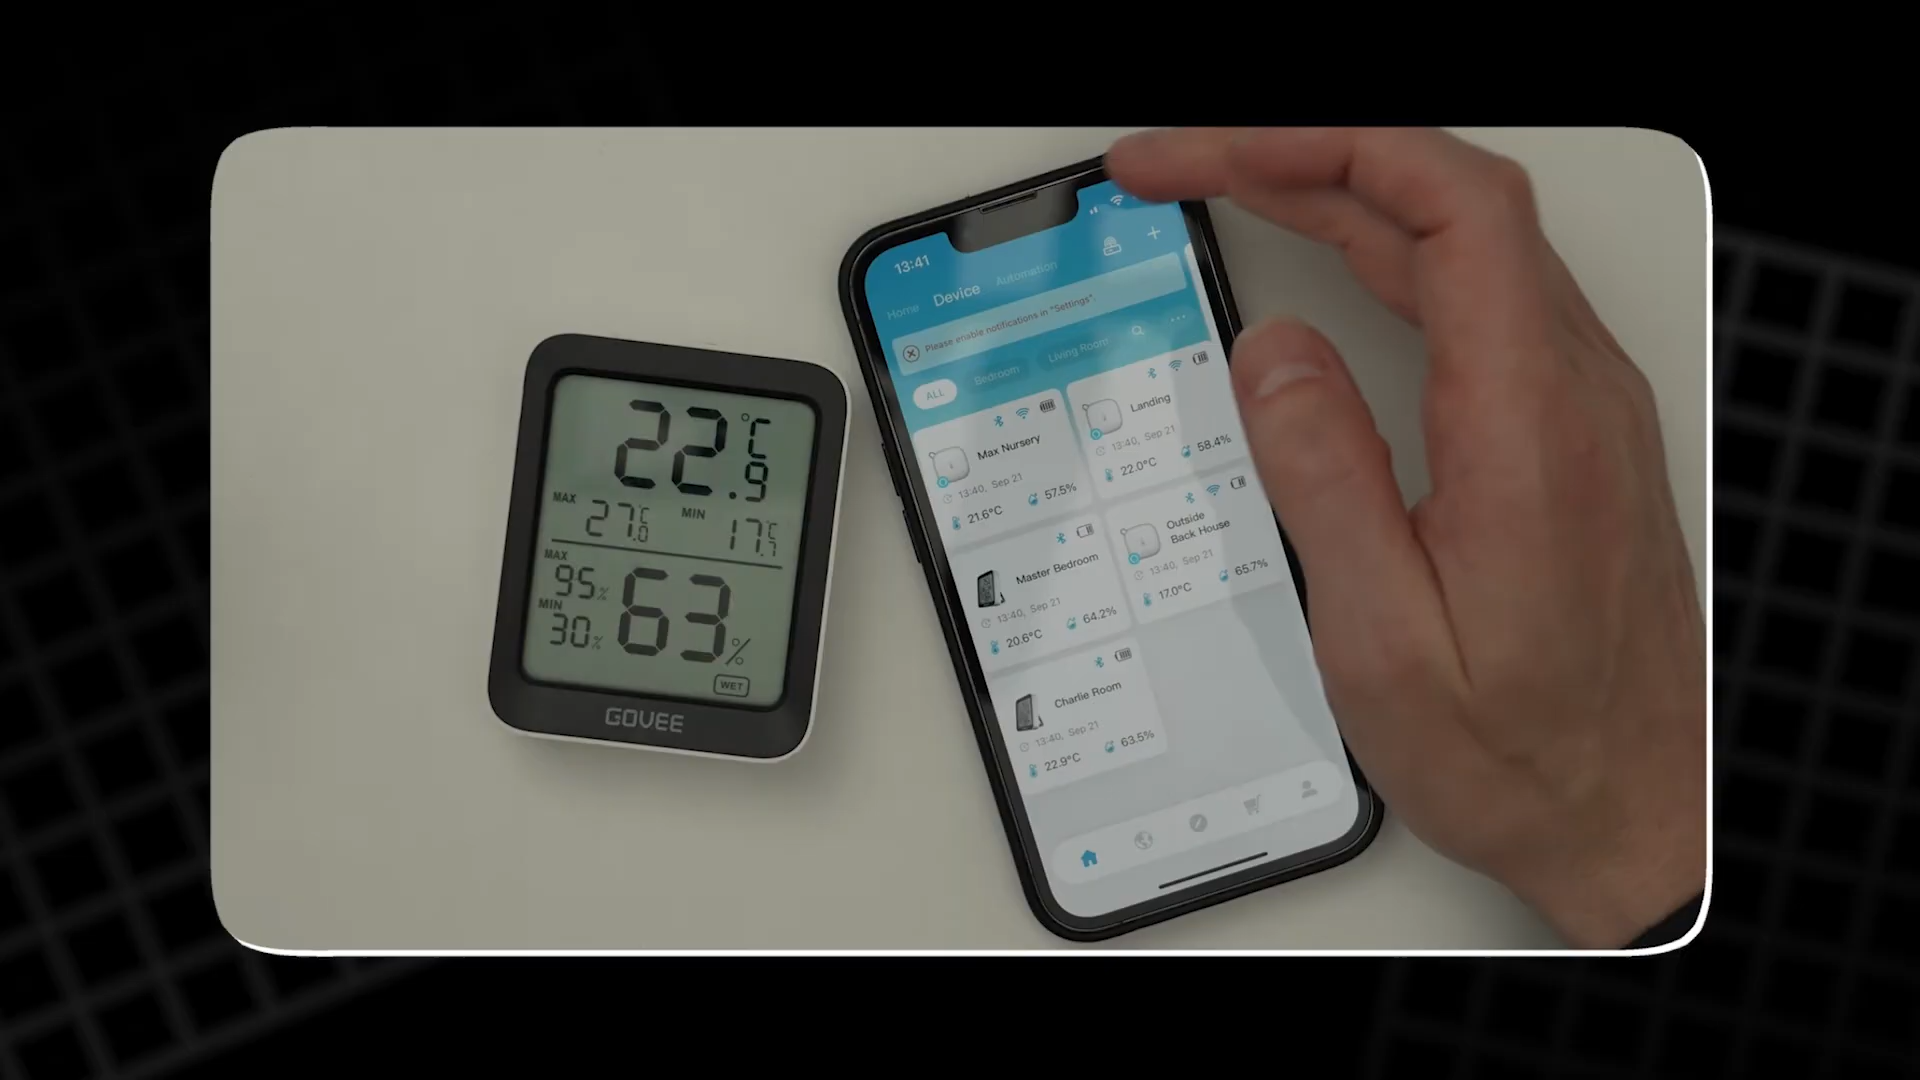 22.9°C
MAX 27.0°C MIN 17.7°C
MAX 95%
MIN 30%
63%
WET
GOVEE
13:41
Home Device Automation
Please enable notifications in "Settings".
ALL Bedroom Living Room
Max Nursery
13:40, Sep 21
21.6°C 57.5%
Landing
13:40, Sep 21
22.0°C 58.4%
Master Bedroom
13:40, Sep 21
20.6°C 64.2%
Outside
Back House
13:40, Sep 21
17.0°C 65.7%
Charlie Room
13:40, Sep 21
22.9°C 63.5%